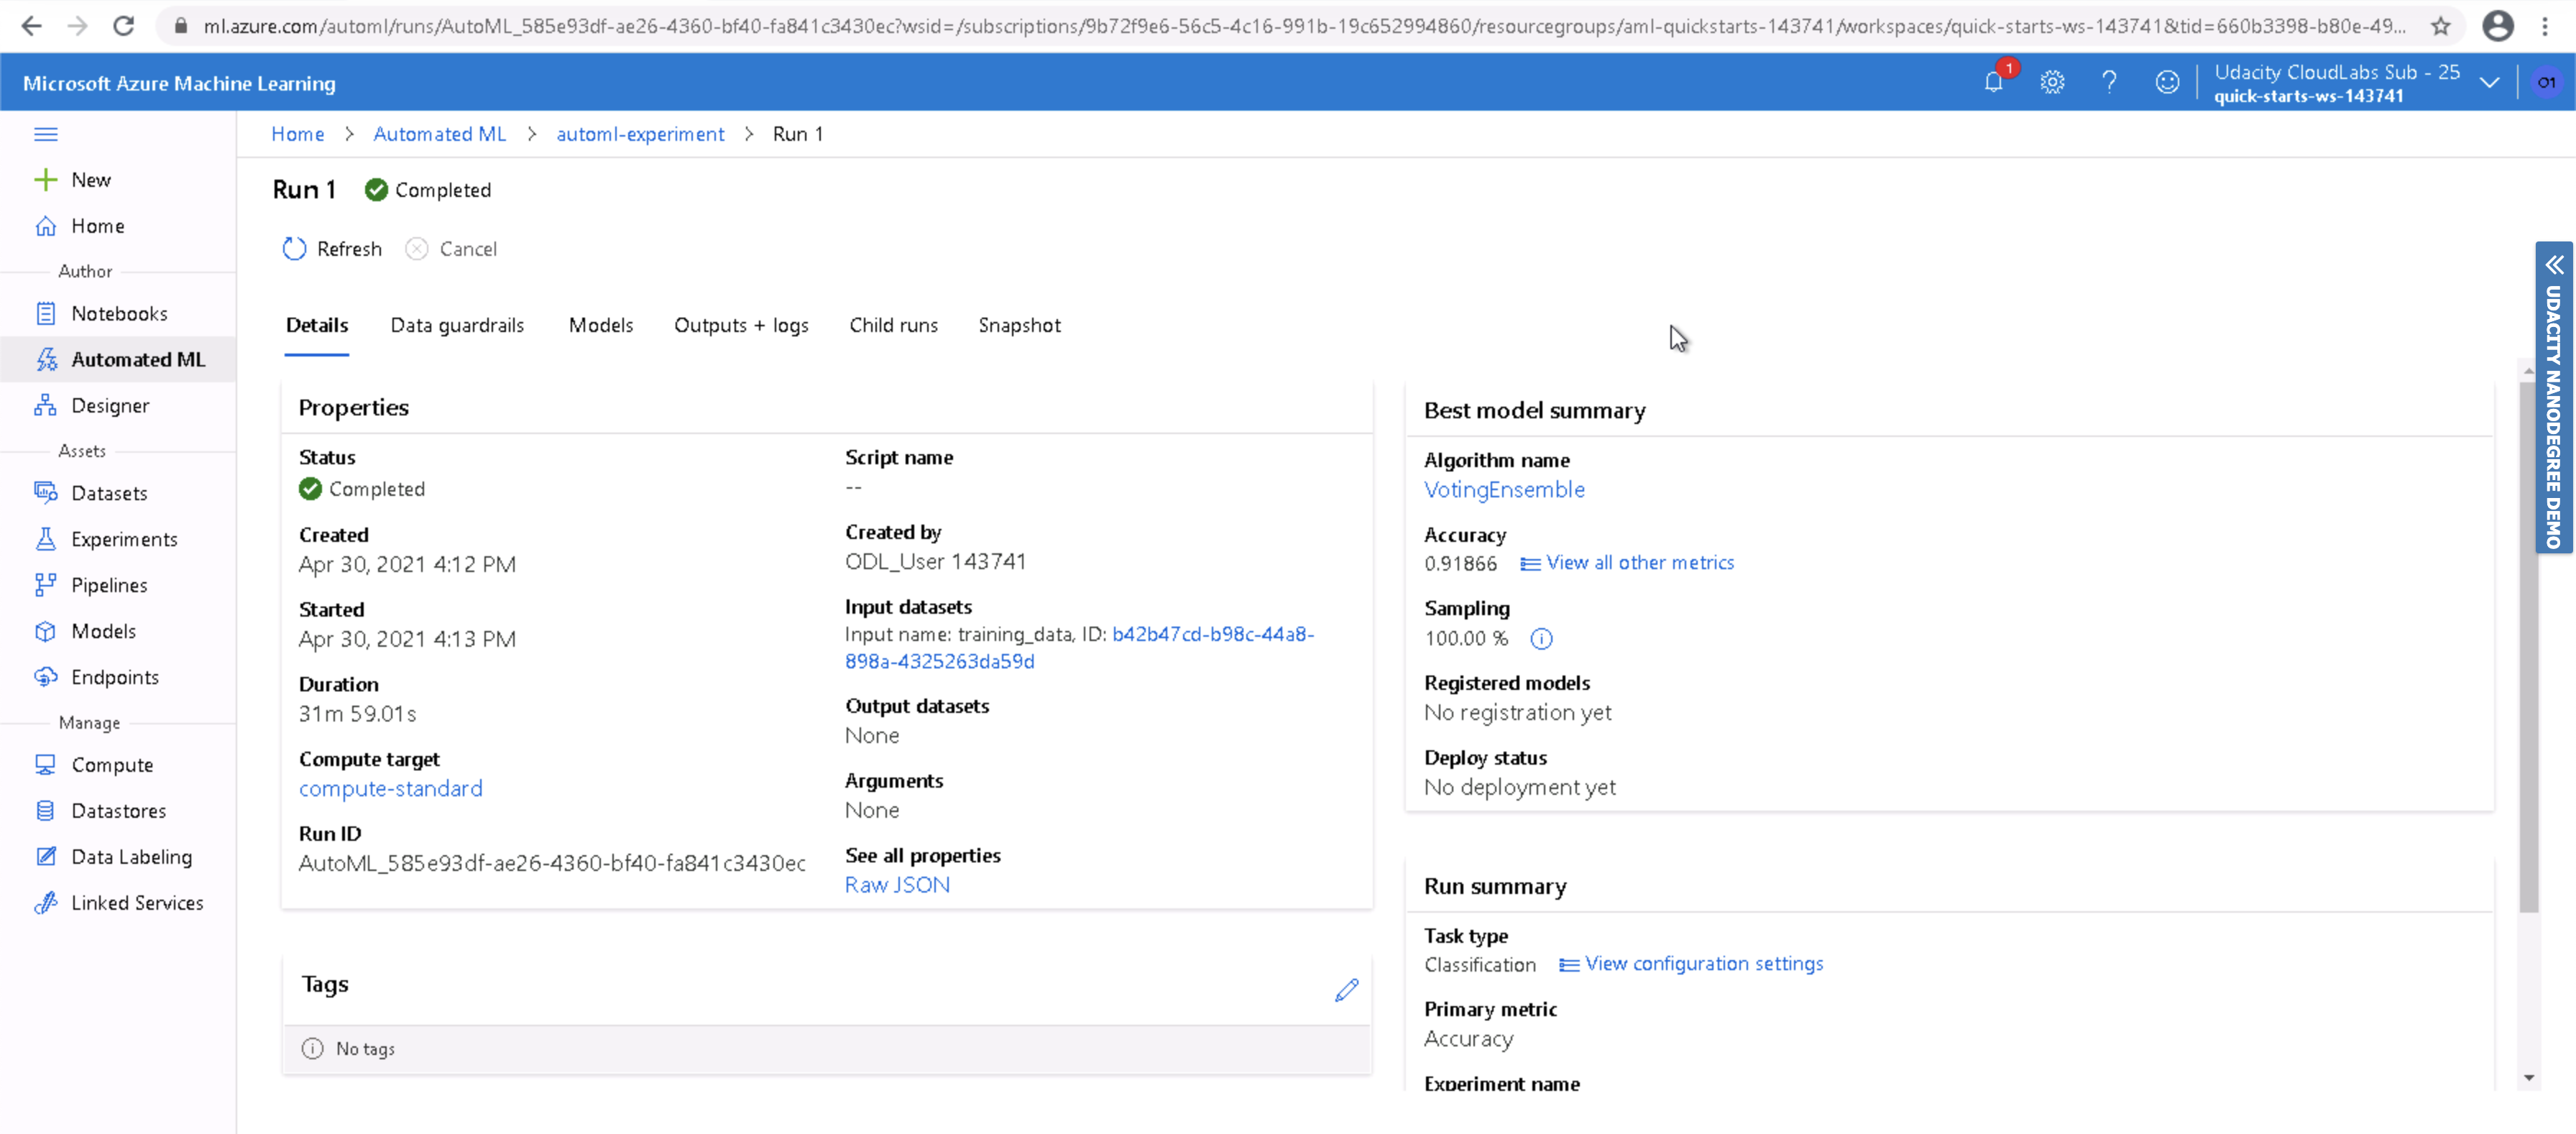 ml.azure.com/automl/runs/AutoML_585e93df-ae26-4360-bf40-fa841c3430ec?wsid=/subscriptions/9b72f9e6-56c5-4c16-991b-19c652994860/resourcegroups/aml-quickstarts-143741/workspaces/quick-starts-ws-143741&tid=660b3398-b80e-49...
Microsoft Azure Machine Learning
1
Udacity CloudLabs Sub - 25
quick-starts-ws-143741
O1
New
Home
Author
Notebooks
Automated ML
Designer
Assets
Datasets
Experiments
Pipelines
Models
Endpoints
Manage
Compute
Datastores
Data Labeling
Linked Services
Home > Automated ML > automl-experiment > Run 1
Run 1 Completed
Refresh Cancel
Details Data guardrails Models Outputs + logs Child runs Snapshot
Properties
Status
Completed
Created
Apr 30, 2021 4:12 PM
Started
Apr 30, 2021 4:13 PM
Duration
31m 59.01s
Compute target
compute-standard
Run ID
AutoML_585e93df-ae26-4360-bf40-fa841c3430ec
Script name
--
Created by
ODL_User 143741
Input datasets
Input name: training_data, ID: b42b47cd-b98c-44a8-
898a-4325263da59d
Output datasets
None
Arguments
None
See all properties
Raw JSON
Tags
No tags
Best model summary
Algorithm name
VotingEnsemble
Accuracy
0.91866 View all other metrics
Sampling
100.00 %
Registered models
No registration yet
Deploy status
No deployment yet
Run summary
Task type
Classification View configuration settings
Primary metric
Accuracy
Experiment name
UDACITY NANODEGREE DEMO